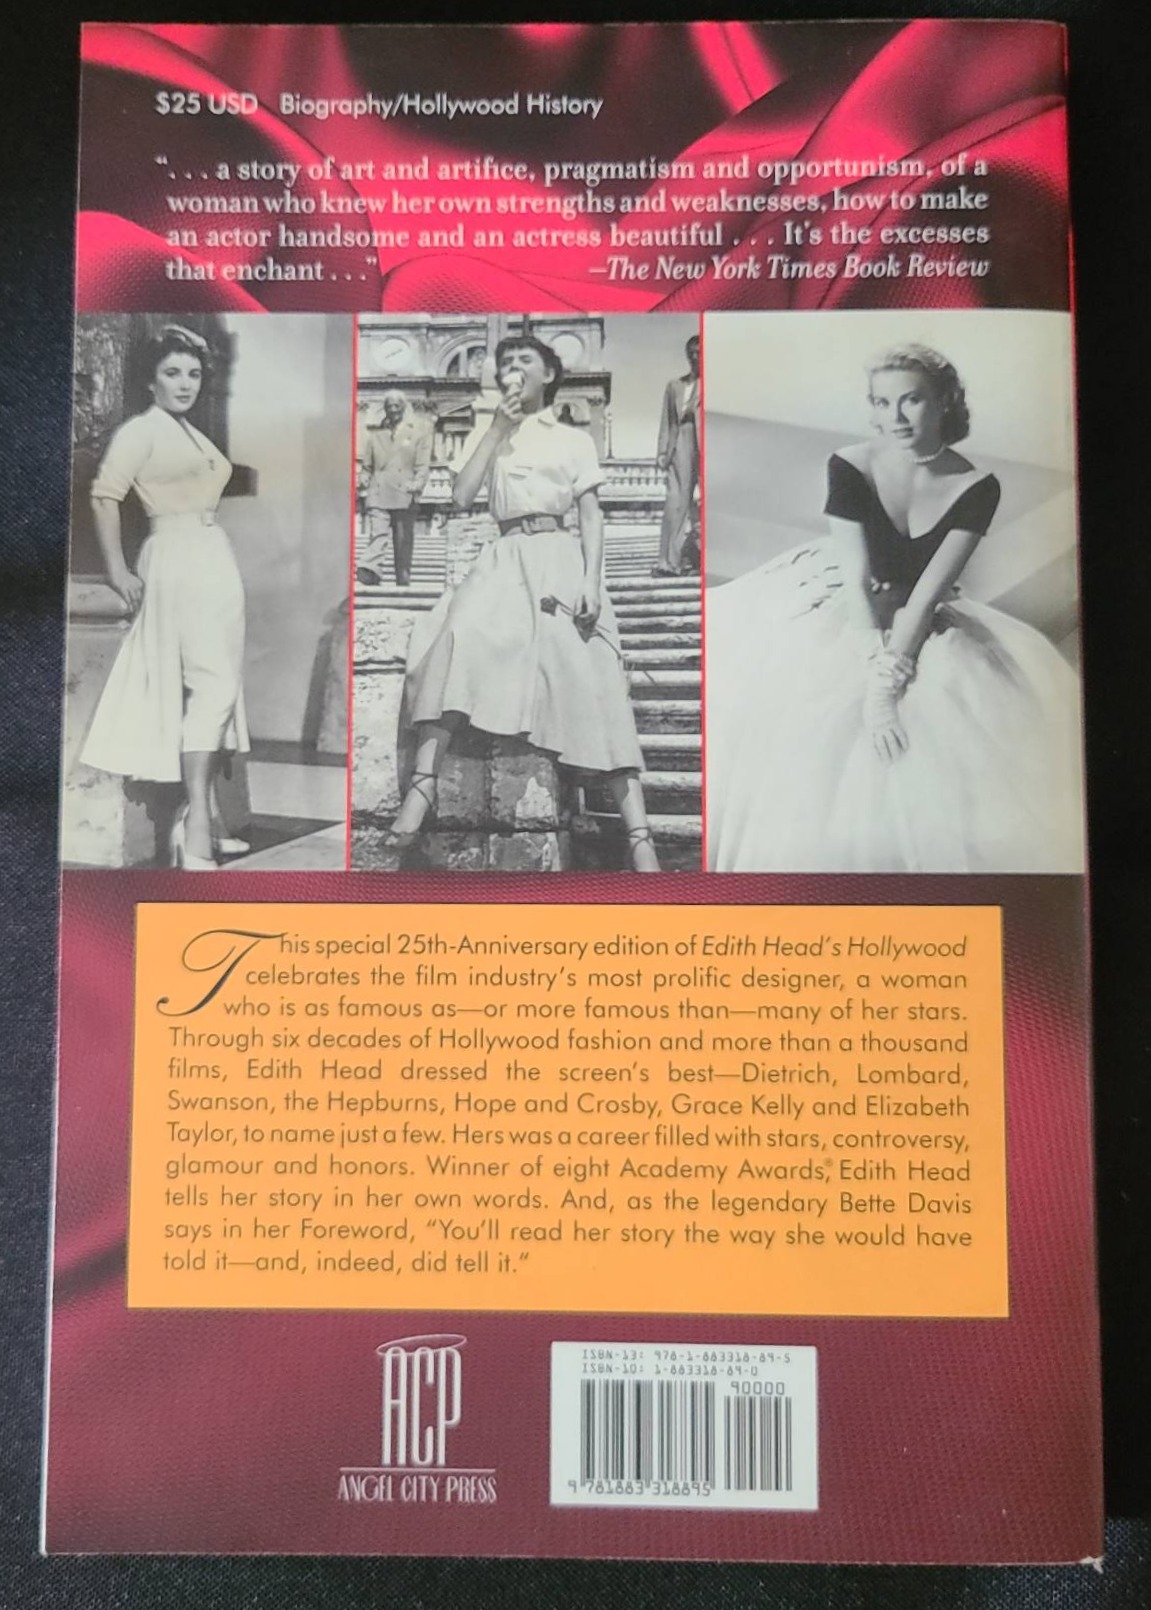 $25 USD Biography/Hollywood History
“. . . a story of art and artifice, pragmatism and opportunism, of a
woman who knew her own strengths and weaknesses, how to make
an actor handsome and an actress beautiful . . . It's the excesses
that enchant . . .” –The New York Times Book Review
This special 25th-Anniversary edition of Edith Head's Hollywood
celebrates the film industry's most prolific designer, a woman
who is as famous as—or more famous than—many of her stars.
Through six decades of Hollywood fashion and more than a thousand
films, Edith Head dressed the screen's best—Dietrich, Lombard,
Swanson, the Hepburns, Hope and Crosby, Grace Kelly and Elizabeth
Taylor, to name just a few. Hers was a career filled with stars, controversy,
glamour and honors. Winner of eight Academy Awards,® Edith Head
tells her story in her own words. And, as the legendary Bette Davis
says in her Foreword, “You'll read her story the way she would have
told it—and, indeed, did tell it.”
ACP
ANGEL CITY PRESS
ISBN-13: 978-1-883318-89-5
ISBN-10: 1-883318-89-0
90000
9 781883 318895